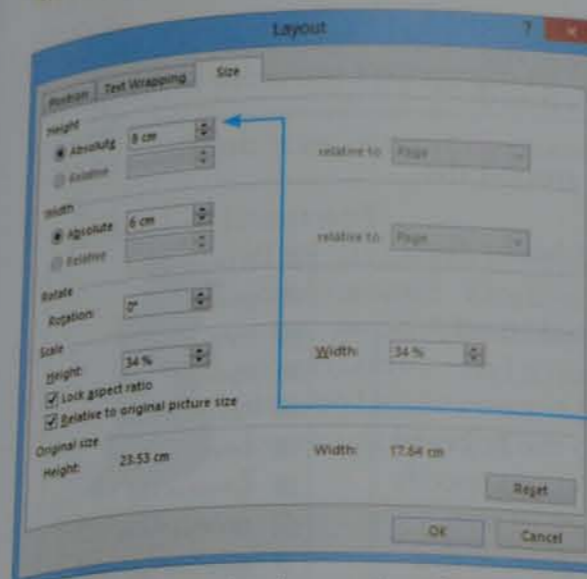 Layout ?
Position Text Wrapping Size
Height
Absolute 8 cm
Relative relative to Page
Width
Absolute 6 cm
Relative relative to Page
Rotate
Rotation: 0°
Scale
Height: 34 % Width: 34 %
Lock aspect ratio
Relative to original picture size
Original size
Height: 23.53 cm Width: 17.64 cm
Reset
OK Cancel